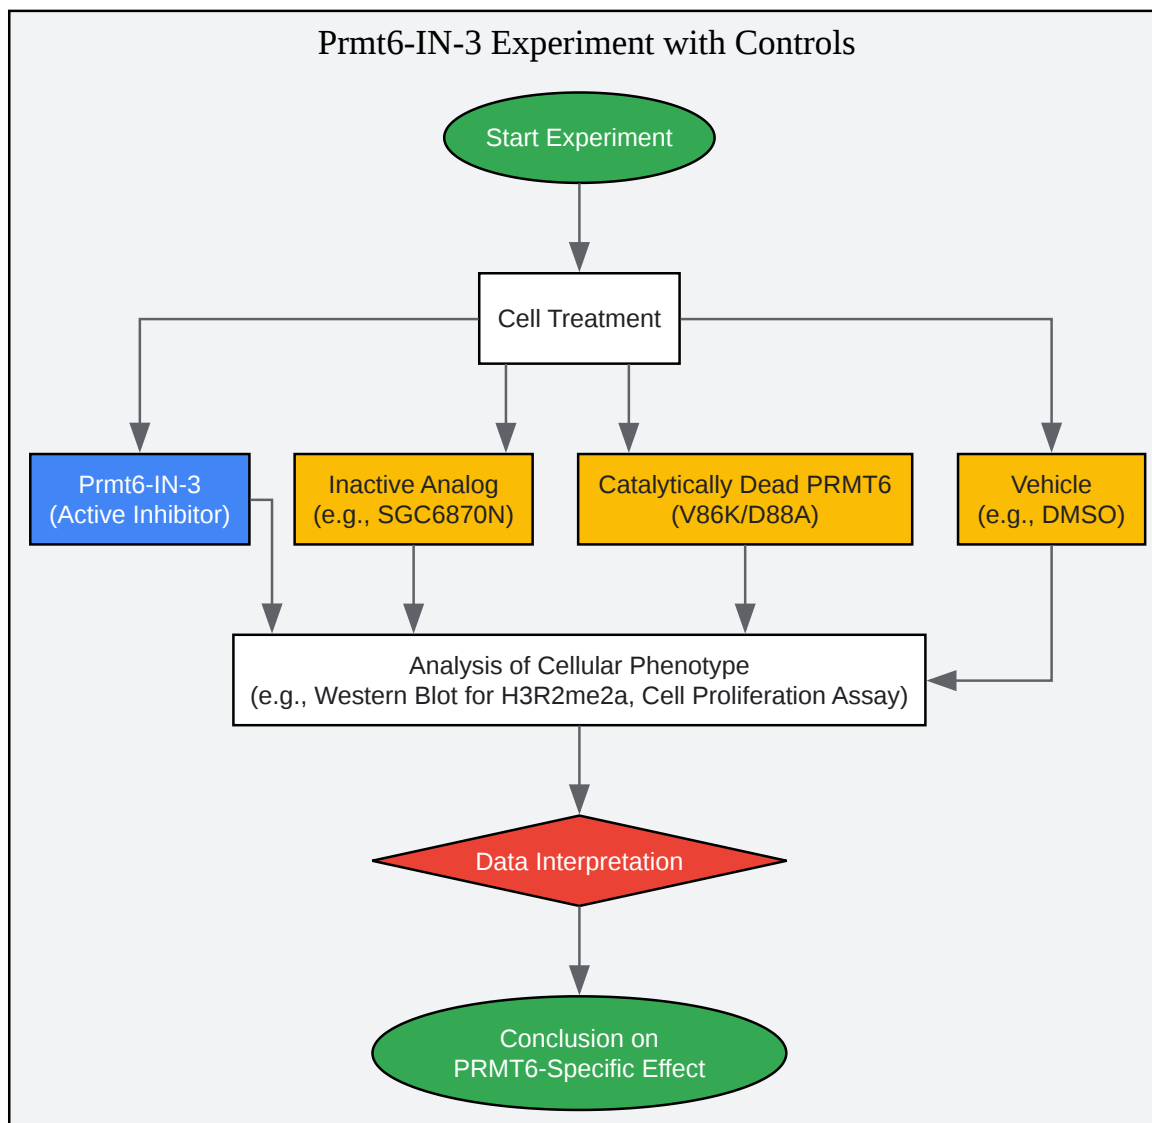 Prmt6-IN-3 Experiment with Controls
Start Experiment
Cell Treatment
Prmt6-IN-3
(Active Inhibitor)
Inactive Analog
(e.g., SGC6870N)
Catalytically Dead PRMT6
(V86K/D88A)
Vehicle
(e.g., DMSO)
Analysis of Cellular Phenotype
(e.g., Western Blot for H3R2me2a, Cell Proliferation Assay)
Data Interpretation
Conclusion on
PRMT6-Specific Effect